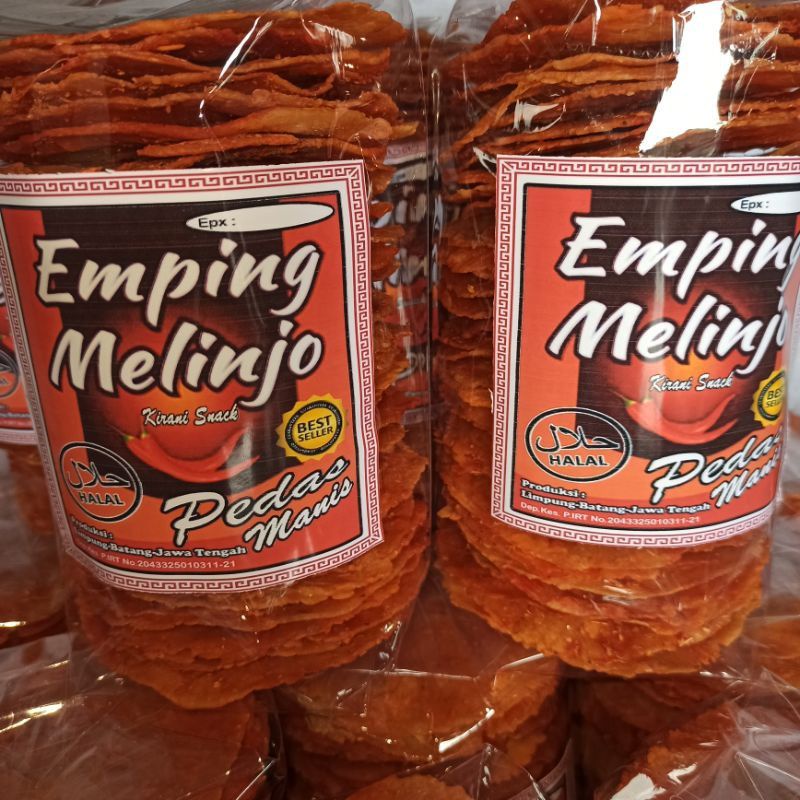 Epx :
Emping
Melinjo
Kirani Snack
BEST
SELLER
حلال
HALAL
Pedas
Manis
Produksi :
Limpung-Batang-Jawa Tengah
Dep.Kes. P.IRT No.2043325010311-21
Epx :
Emping
Melinjo
Kirani Snack
BEST
SELLER
حلال
HALAL
Pedas
Manis
Produksi :
Limpung-Batang-Jawa Tengah
Dep.Kes. P.IRT No.2043325010311-21